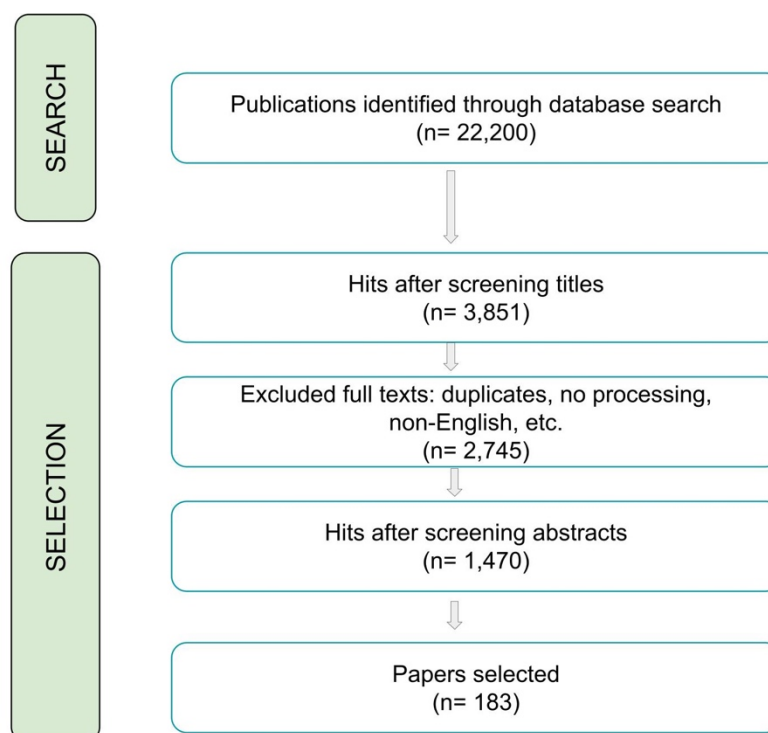 SEARCH
Publications identified through database search
(n= 22,200)
SELECTION
Hits after screening titles
(n= 3,851)
Excluded full texts: duplicates, no processing,
non-English, etc.
(n= 2,745)
Hits after screening abstracts
(n= 1,470)
Papers selected
(n= 183)